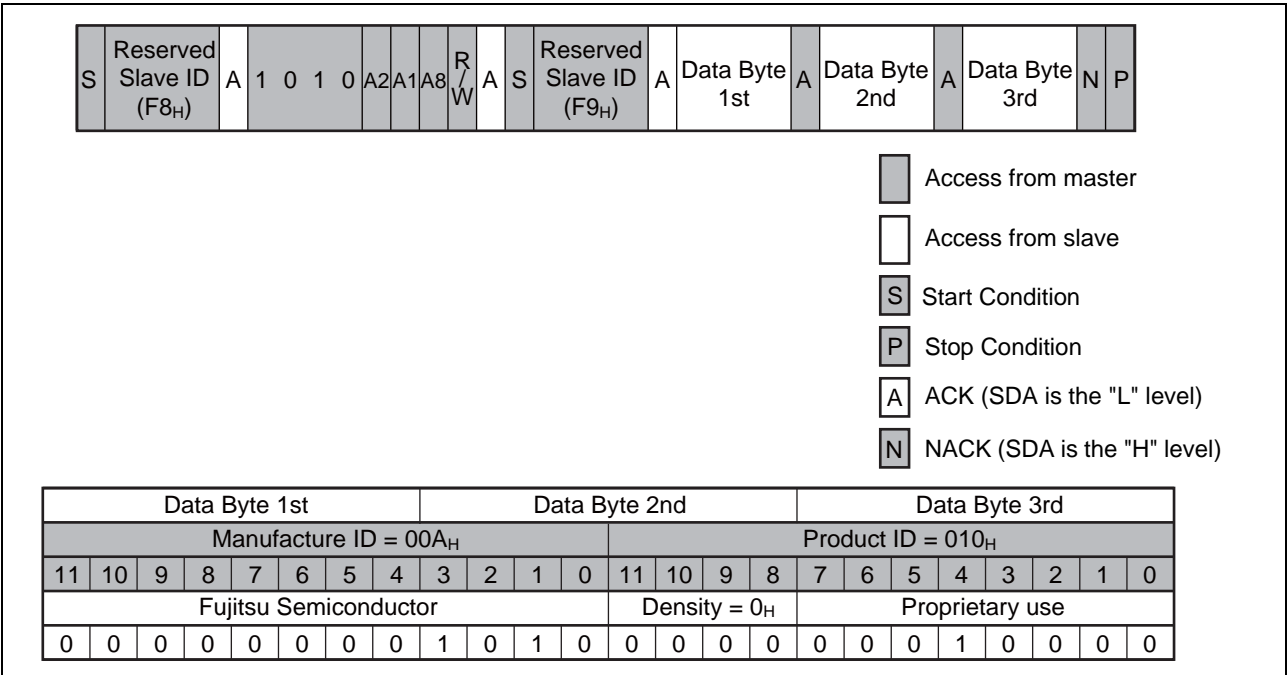 S Reserved Slave ID (F8H) A 1 0 1 0 A2 A1 A8 R/W A S Reserved Slave ID (F9H) A Data Byte 1st A Data Byte 2nd A Data Byte 3rd N P
Access from master
Access from slave
S Start Condition
P Stop Condition
A ACK (SDA is the "L" level)
N NACK (SDA is the "H" level)
Data Byte 1st Data Byte 2nd Data Byte 3rd
Manufacture ID = 00AH Product ID = 010H
11 10 9 8 7 6 5 4 3 2 1 0 11 10 9 8 7 6 5 4 3 2 1 0
Fujitsu Semiconductor Density = 0H Proprietary use
0 0 0 0 0 0 0 0 1 0 1 0 0 0 0 0 0 0 0 1 0 0 0 0